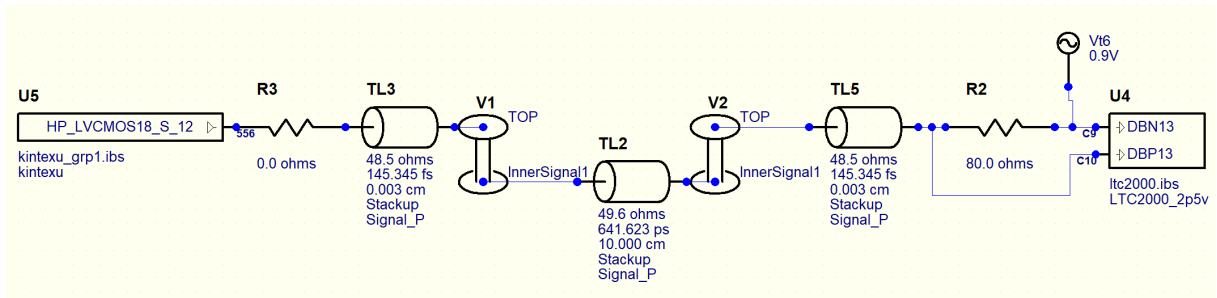 Vt6
0.9V
U5
HP_LVCMOS18_S_12
556
kintexu_grp1.ibs
kintexu
R3
0.0 ohms
TL3
48.5 ohms
145.345 fs
0.003 cm
Stackup
Signal_P
V1
TOP
InnerSignal1
TL2
49.6 ohms
641.623 ps
10.000 cm
Stackup
Signal_P
V2
TOP
InnerSignal1
TL5
48.5 ohms
145.345 fs
0.003 cm
Stackup
Signal_P
R2
80.0 ohms
U4
C9
DBN13
C10
DBP13
ltc2000.ibs
LTC2000_2p5v